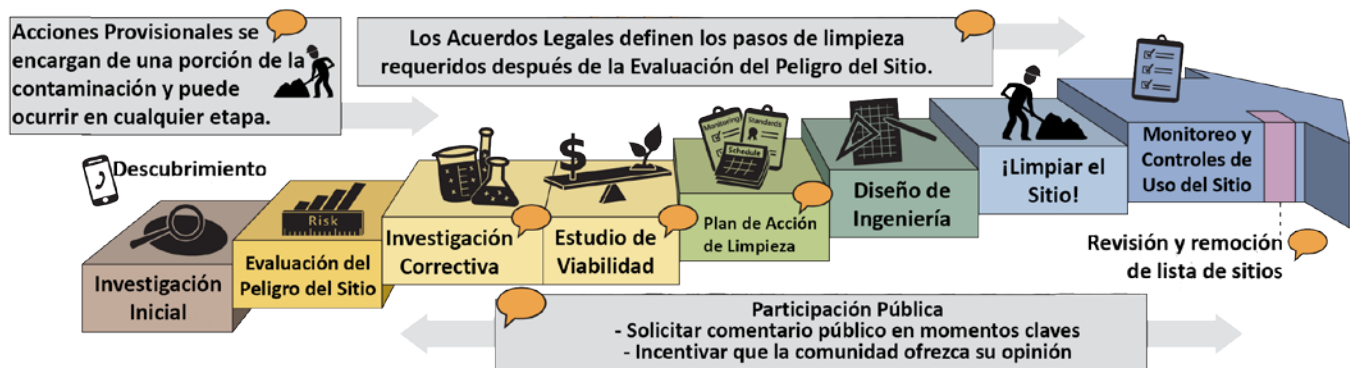 Acciones Provisionales se
encargan de una porción de la
contaminación y puede
ocurrir en cualquier etapa.
Los Acuerdos Legales definen los pasos de limpieza
requeridos después de la Evaluación del Peligro del Sitio.
Descubrimiento
Investigación
Inicial
Risk
Evaluación del
Peligro del Sitio
Investigación
Correctiva
$
Estudio de
Viabilidad
Monitoring
Standards
Schedule
Plan de Acción
de Limpieza
Diseño de
Ingeniería
¡Limpiar el
Sitio!
Monitoreo y
Controles de
Uso del Sitio
Revisión y remoción
de lista de sitios
Participación Pública
- Solicitar comentario público en momentos claves
- Incentivar que la comunidad ofrezca su opinión